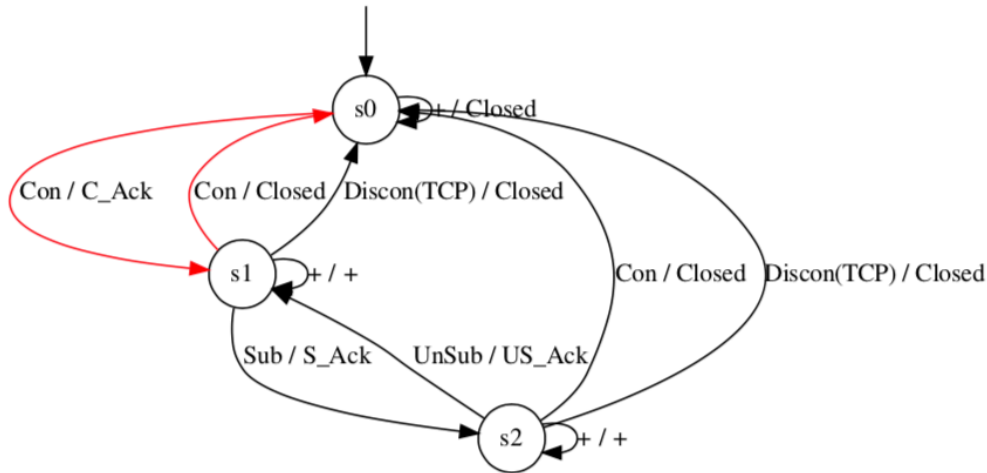 s0
+ / Closed
Con / C_Ack
Con / Closed
Discon(TCP) / Closed
s1
+ / +
Con / Closed
Discon(TCP) / Closed
Sub / S_Ack
UnSub / US_Ack
s2
+ / +